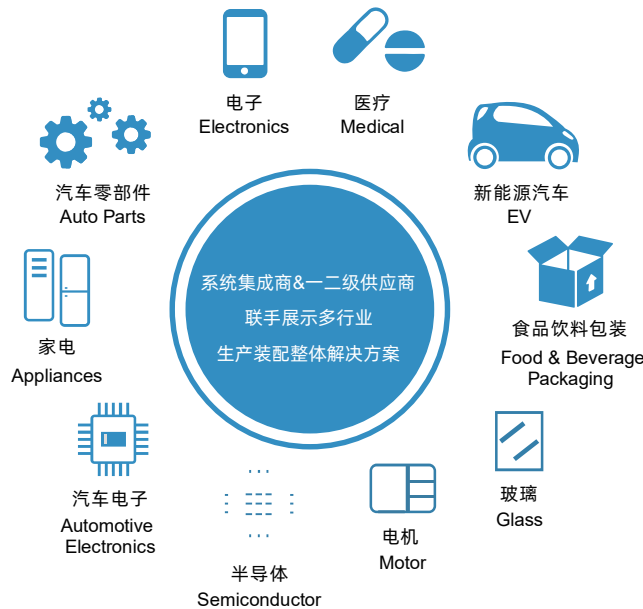 电子
Electronics
医疗
Medical
汽车零部件
Auto Parts
新能源汽车
EV
系统集成商&一二级供应商
联手展示多行业
生产装配整体解决方案
家电
Appliances
食品饮料包装
Food & Beverage
Packaging
汽车电子
Automotive
Electronics
玻璃
Glass
电机
Motor
半导体
Semiconductor